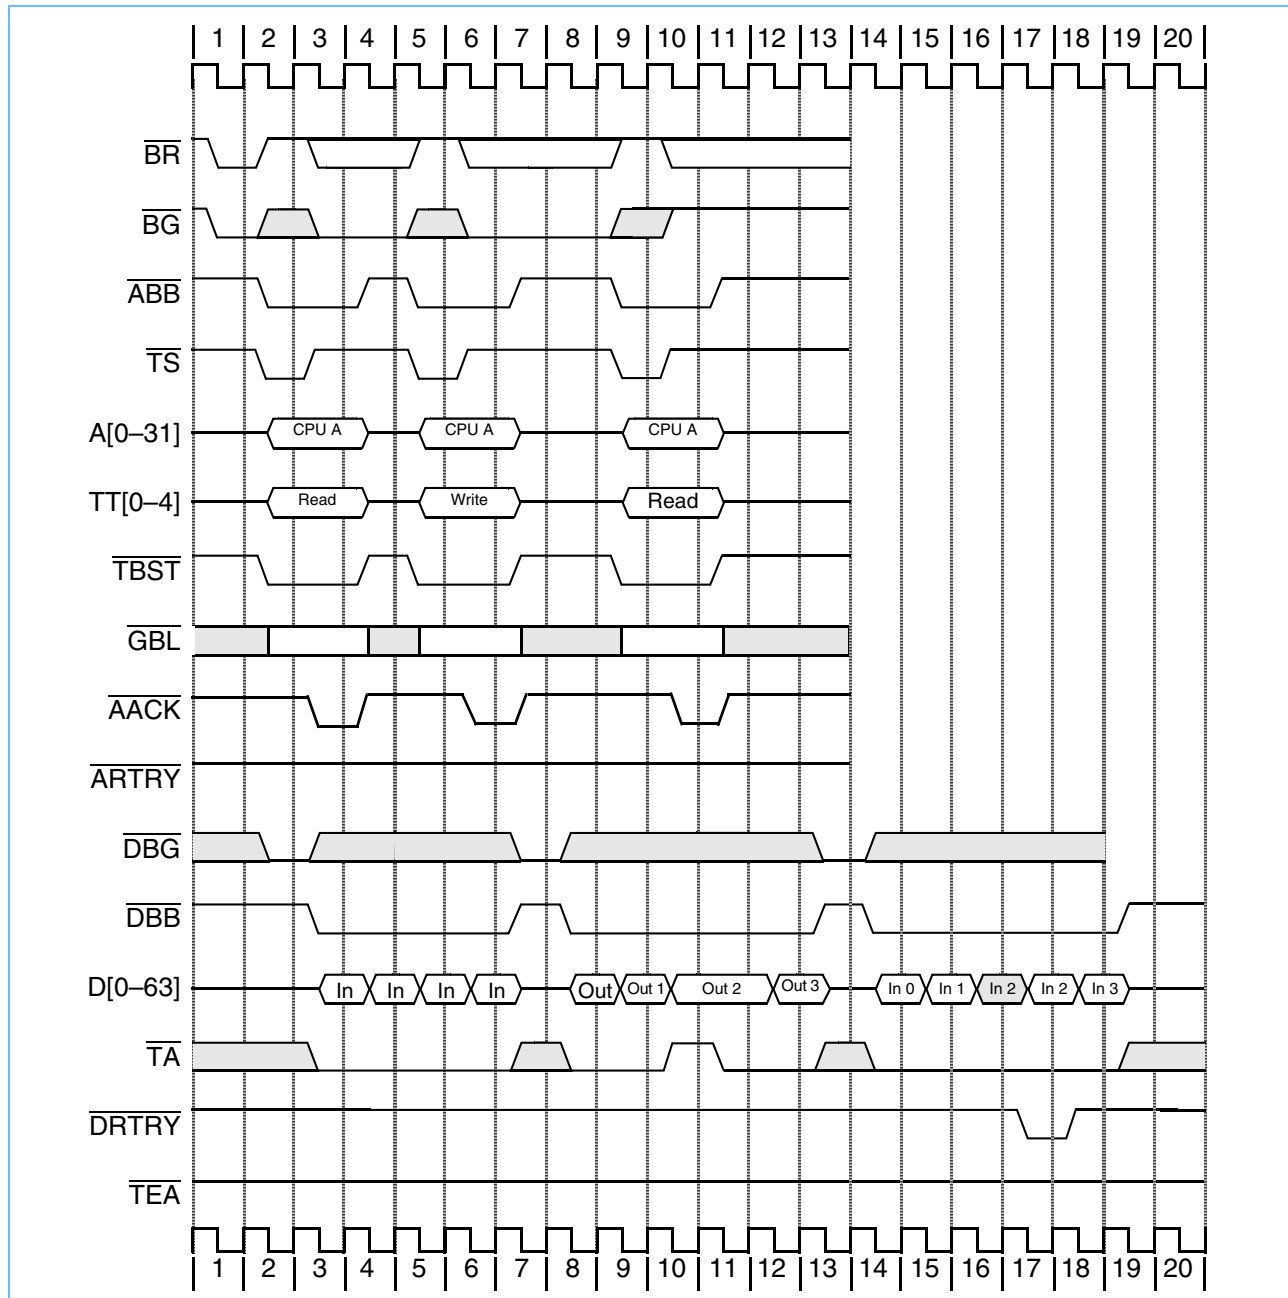 1 2 3 4 5 6 7 8 9 10 11 12 13 14 15 16 17 18 19 20
BR
BG
ABB
TS
A[0–31] CPU A CPU A CPU A
TT[0–4] Read Write Read
TBST
GBL
AACK
ARTRY
DBG
DBB
D[0–63] In In In In Out Out 1 Out 2 Out 3 In 0 In 1 In 2 In 2 In 3
TA
DRTRY
TEA
1 2 3 4 5 6 7 8 9 10 11 12 13 14 15 16 17 18 19 20